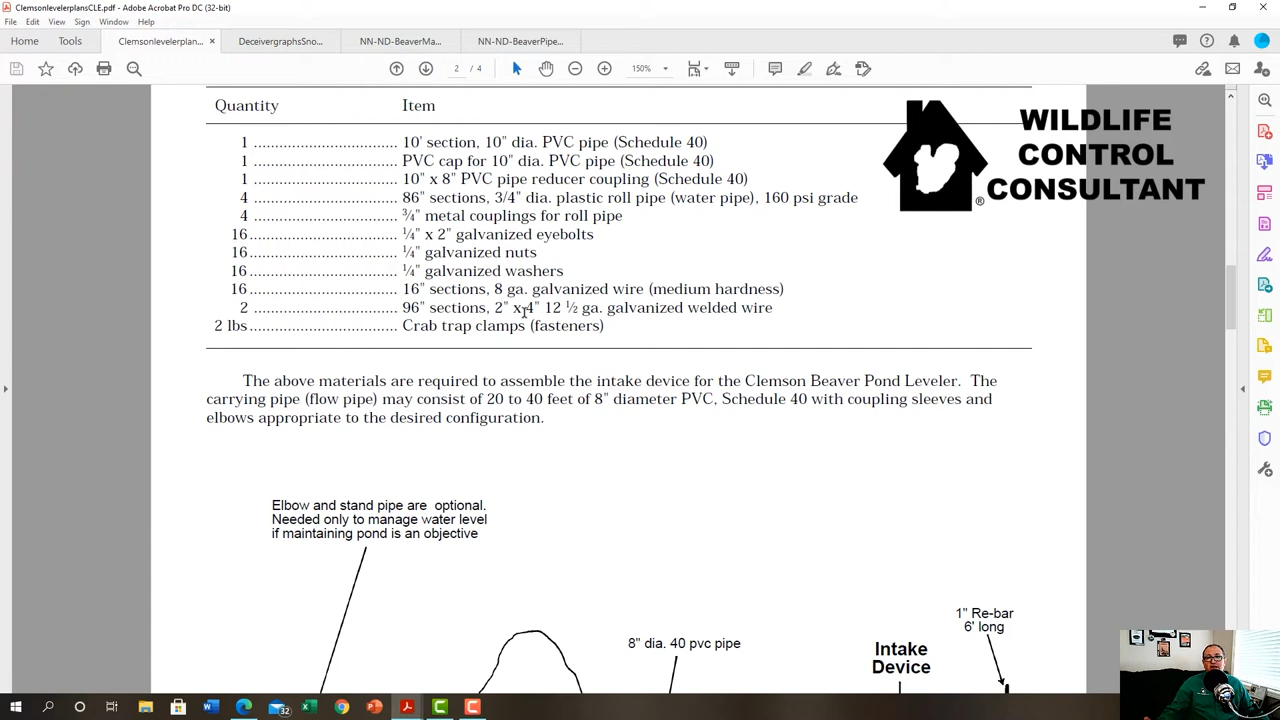 ClemsonlevelerplansCLE.pdf - Adobe Acrobat Pro DC (32-bit)
File Edit View Sign Window Help
Home Tools Clemsonlevelerplan... × DeceivergraphsSno... NN-ND-BeaverMa... NN-ND-BeaverPipe...
2 / 4 150%
Quantity Item
1 ................................. 10' section, 10" dia. PVC pipe (Schedule 40)
1 ................................. PVC cap for 10" dia. PVC pipe (Schedule 40)
1 ................................. 10" x 8" PVC pipe reducer coupling (Schedule 40)
4 ................................. 86" sections, 3/4" dia. plastic roll pipe (water pipe), 160 psi grade
4 ................................. ¾" metal couplings for roll pipe
16 ................................. ¼" x 2" galvanized eyebolts
16 ................................. ¼" galvanized nuts
16 ................................. ¼" galvanized washers
16 ................................. 16" sections, 8 ga. galvanized wire (medium hardness)
2 ................................. 96" sections, 2" x 4" 12 ½ ga. galvanized welded wire
2 lbs ................................. Crab trap clamps (fasteners)
WILDLIFE
CONTROL
CONSULTANT
®
The above materials are required to assemble the intake device for the Clemson Beaver Pond Leveler. The
carrying pipe (flow pipe) may consist of 20 to 40 feet of 8" diameter PVC, Schedule 40 with coupling sleeves and
elbows appropriate to the desired configuration.
Elbow and stand pipe are optional.
Needed only to manage water level
if maintaining pond is an objective
8" dia. 40 pvc pipe
Intake
Device
1" Re-bar
6' long
32